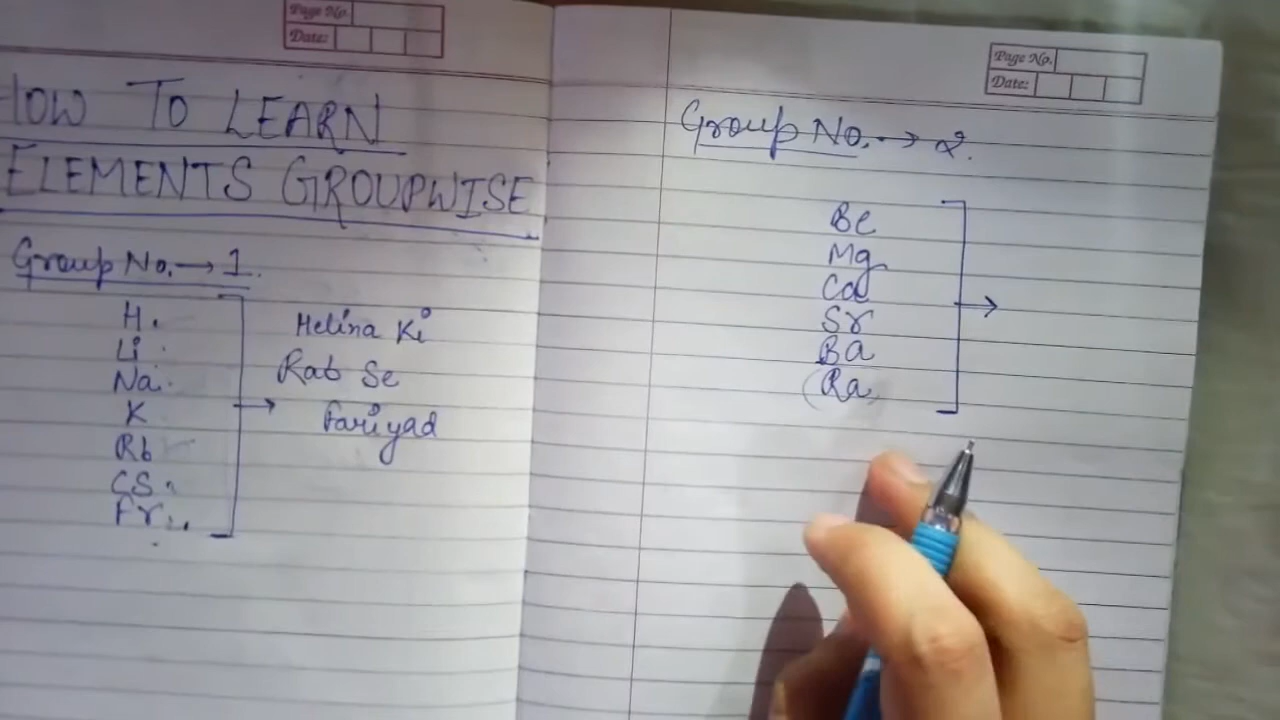 Page No.
Date:
HOW TO LEARN
ELEMENTS GROUPWISE
Group No. → 1.
H.
Li
Na
K
Rb
CS
Fr
→
Helina Ki
Rab Se
Fariyad
Page No.
Date:
Group No. → 2.
Be
Mg
Ca
Sr
Ba
(Ra)
→